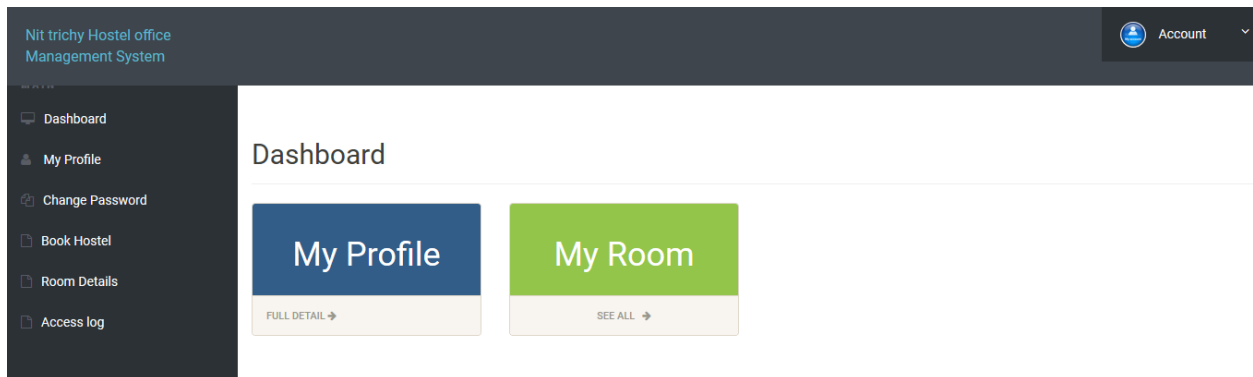 Nit trichy Hostel office
Management System
Account
Dashboard
My Profile
Change Password
Book Hostel
Room Details
Access log
Dashboard
My Profile
FULL DETAIL
My Room
SEE ALL